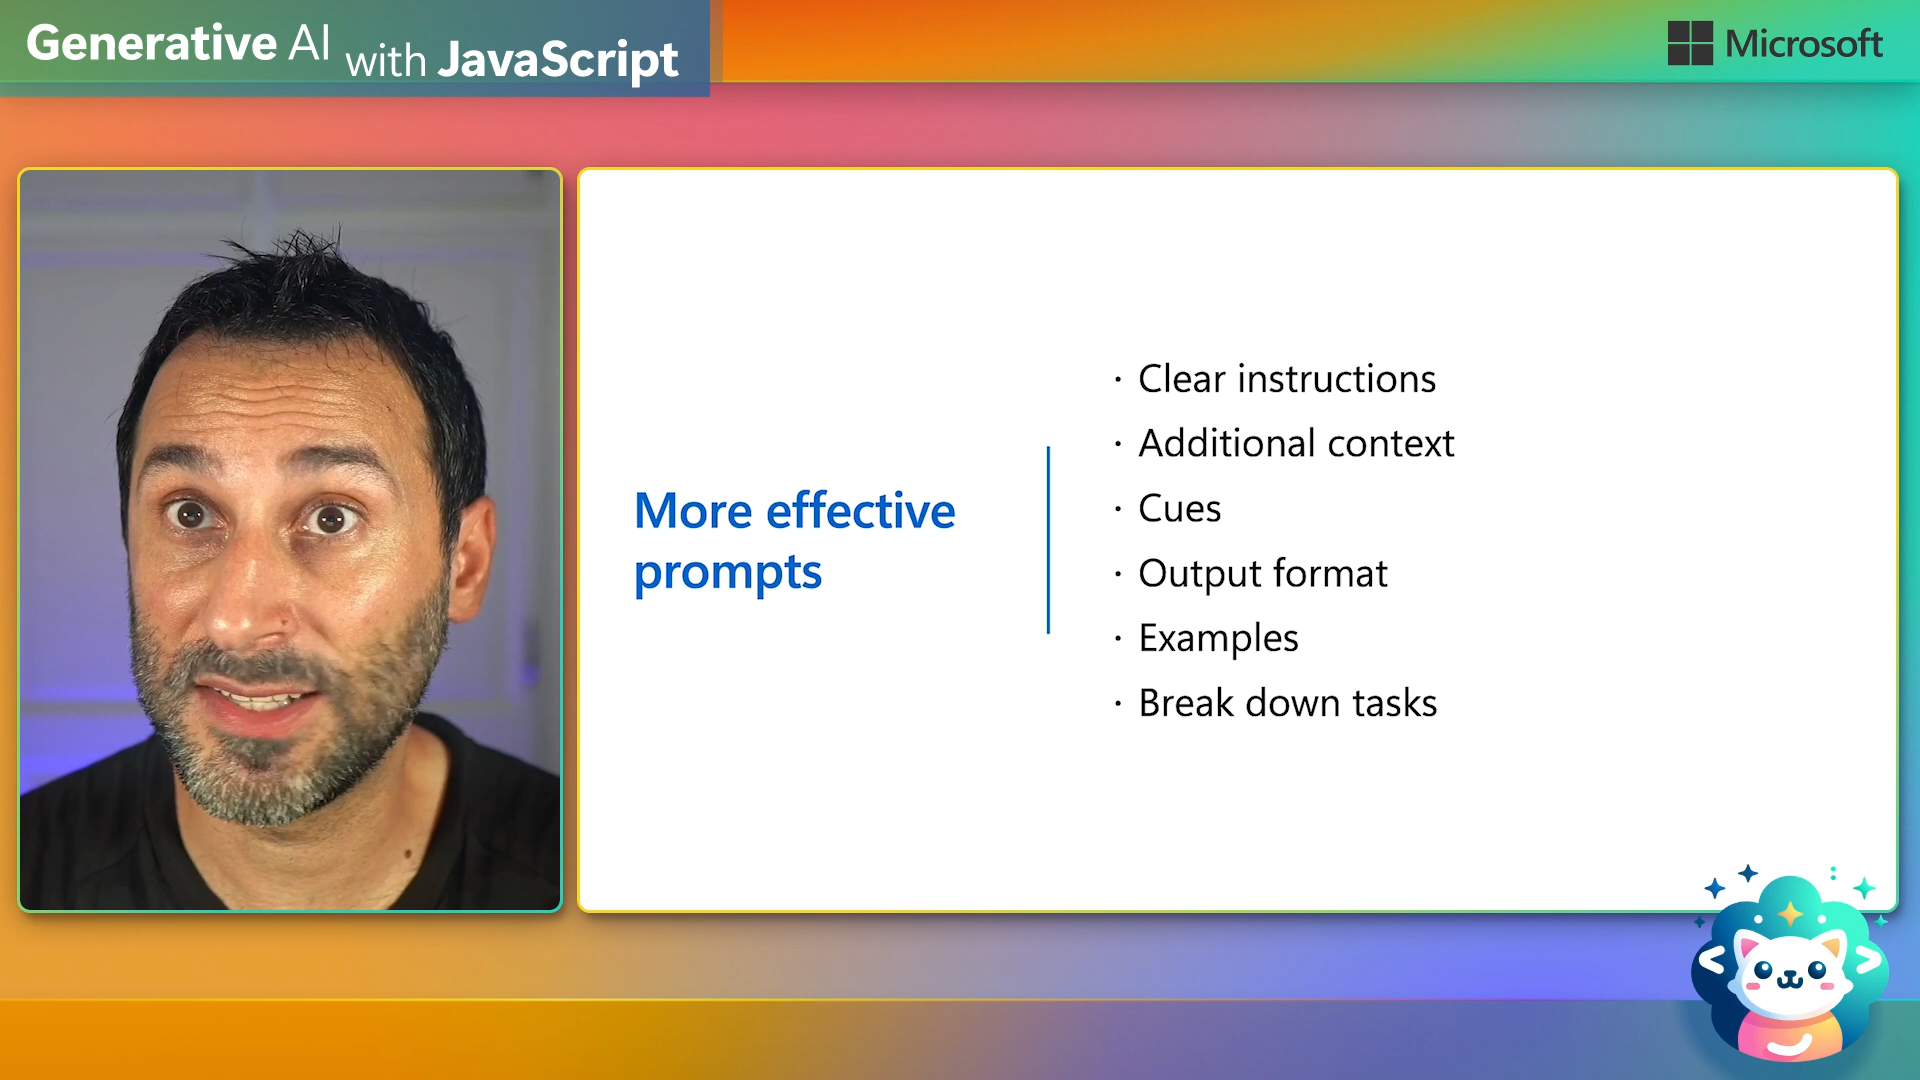 Generative AI with JavaScript
Microsoft
More effective
prompts
· Clear instructions
· Additional context
· Cues
· Output format
· Examples
· Break down tasks